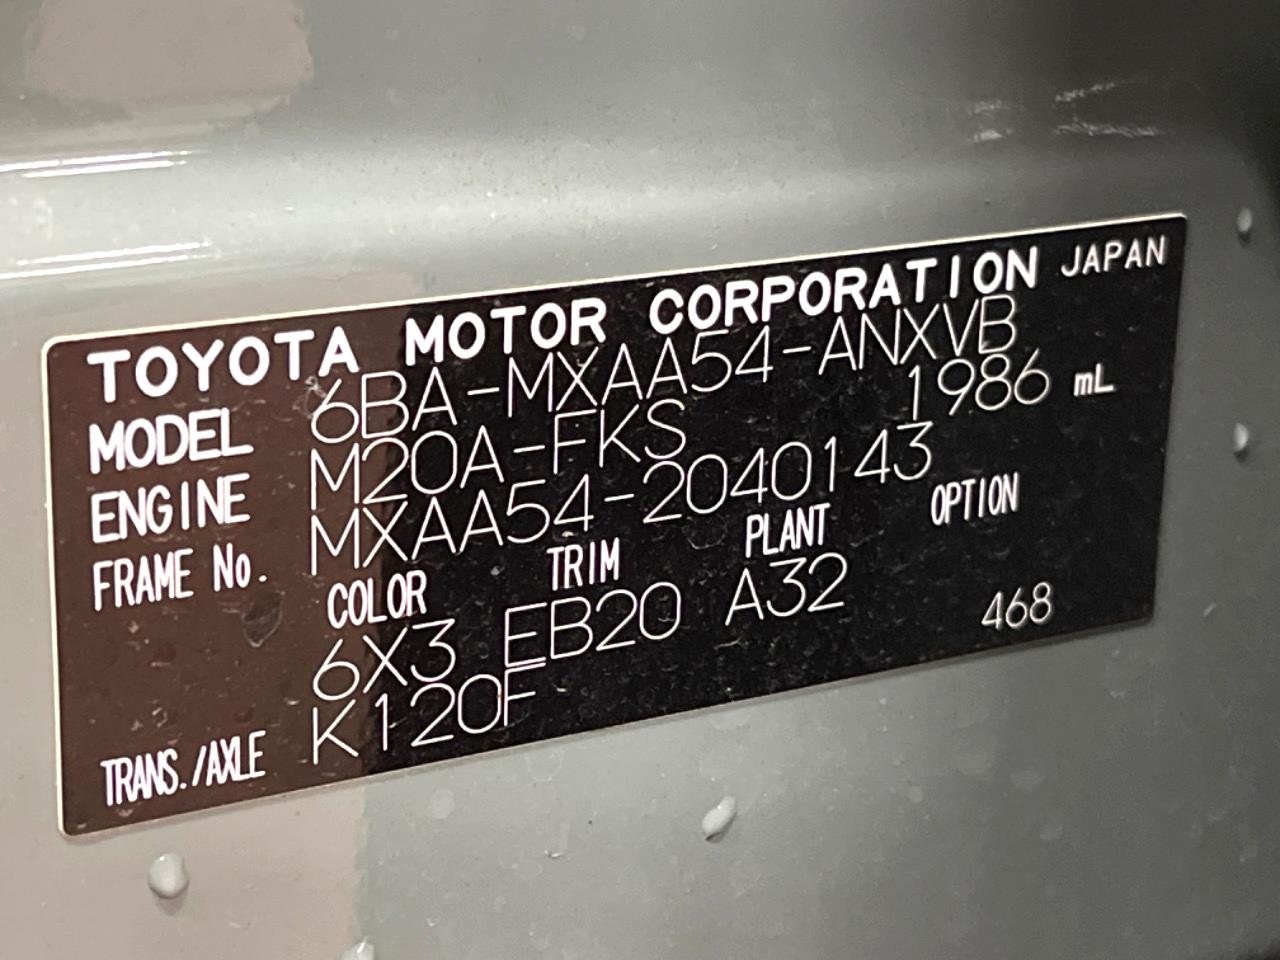 TOYOTA MOTOR CORPORATION JAPAN
MODEL 6BA-MXAA54-ANXVB
ENGINE M20A-FKS 1986 mL
FRAME No. MXAA54-2040143
COLOR TRIM PLANT OPTION
6X3 EB20 A32 468
TRANS./AXLE K120F